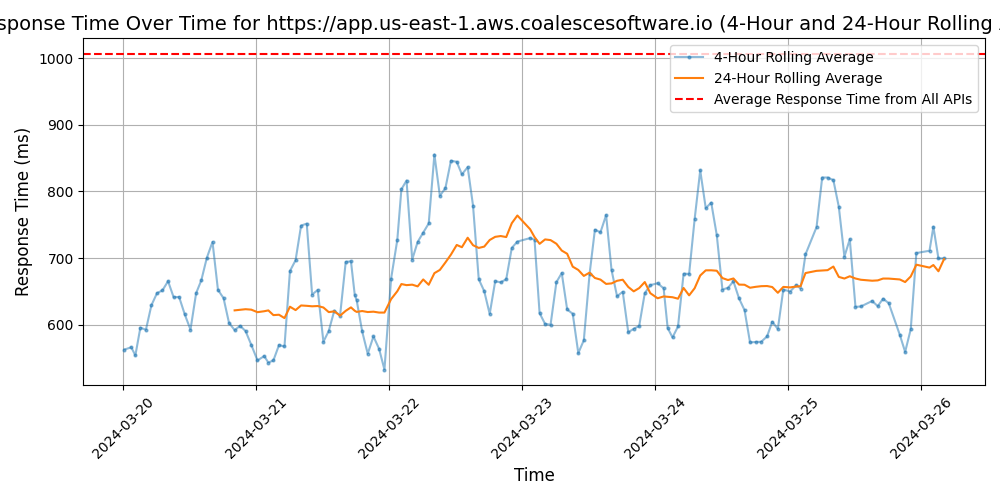 sponse Time Over Time for https://app.us-east-1.aws.coalescesoftware.io (4-Hour and 24-Hour Rolling
4-Hour Rolling Average
24-Hour Rolling Average
Average Response Time from All APIs
1000
900
800
700
600
Response Time (ms)
2024-03-20
2024-03-21
2024-03-22
2024-03-23
2024-03-24
2024-03-25
2024-03-26
Time